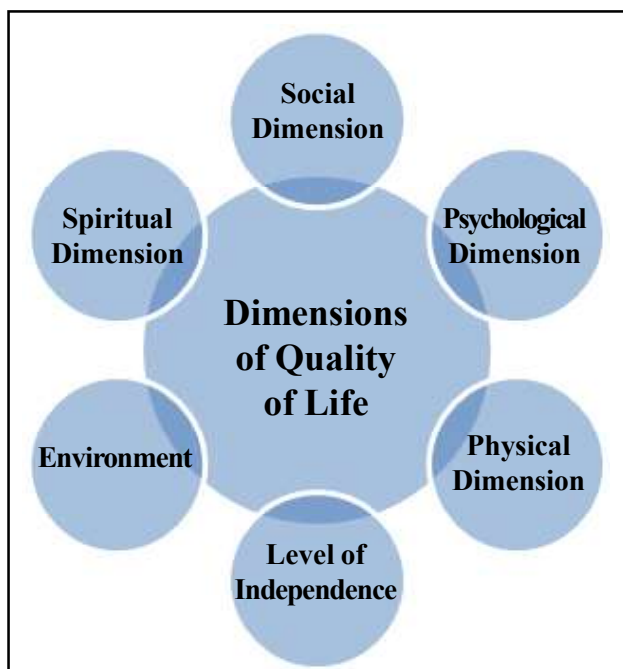 Social
Dimension
Psychological
Dimension
Physical
Dimension
Level of
Independence
Environment
Spiritual
Dimension
Dimensions
of Quality
of Life